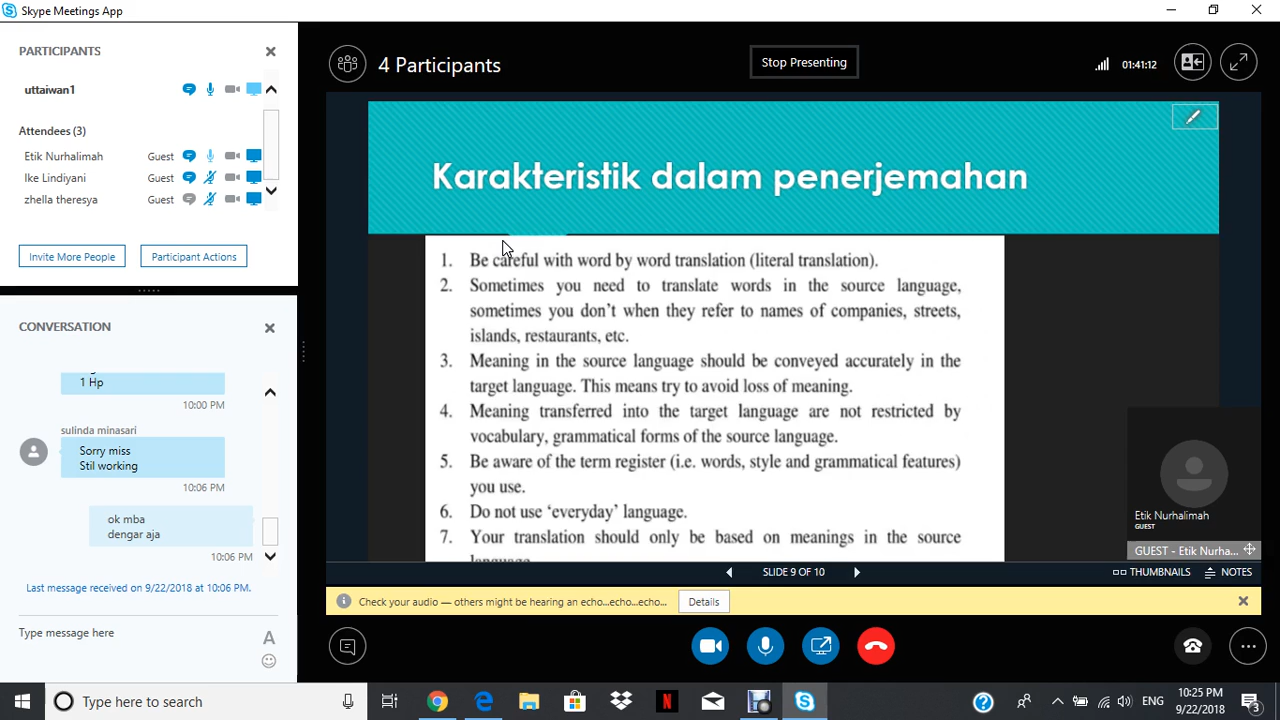 Skype Meetings App
PARTICIPANTS
uttaiwan1
Attendees (3)
Etik Nurhalimah Guest
Ike Lindiyani Guest
zhella theresya Guest
Invite More People Participant Actions
CONVERSATION
1 Hp
10:00 PM
sulinda minasari
Sorry miss
Stil working
10:06 PM
ok mba
dengar aja
10:06 PM
Last message received on 9/22/2018 at 10:06 PM.
Type message here
4 Participants
Stop Presenting
01:41:12
Karakteristik dalam penerjemahan
1. Be careful with word by word translation (literal translation).
2. Sometimes you need to translate words in the source language,
sometimes you don't when they refer to names of companies, streets,
islands, restaurants, etc.
3. Meaning in the source language should be conveyed accurately in the
target language. This means try to avoid loss of meaning.
4. Meaning transferred into the target language are not restricted by
vocabulary, grammatical forms of the source language.
5. Be aware of the term register (i.e. words, style and grammatical features)
you use.
6. Do not use 'everyday' language.
7. Your translation should only be based on meanings in the source
language
Etik Nurhalimah
GUEST
GUEST - Etik Nurha...
SLIDE 9 OF 10
THUMBNAILS NOTES
Check your audio — others might be hearing an echo...echo...echo... Details
Type here to search
ENG
10:25 PM
9/22/2018
3